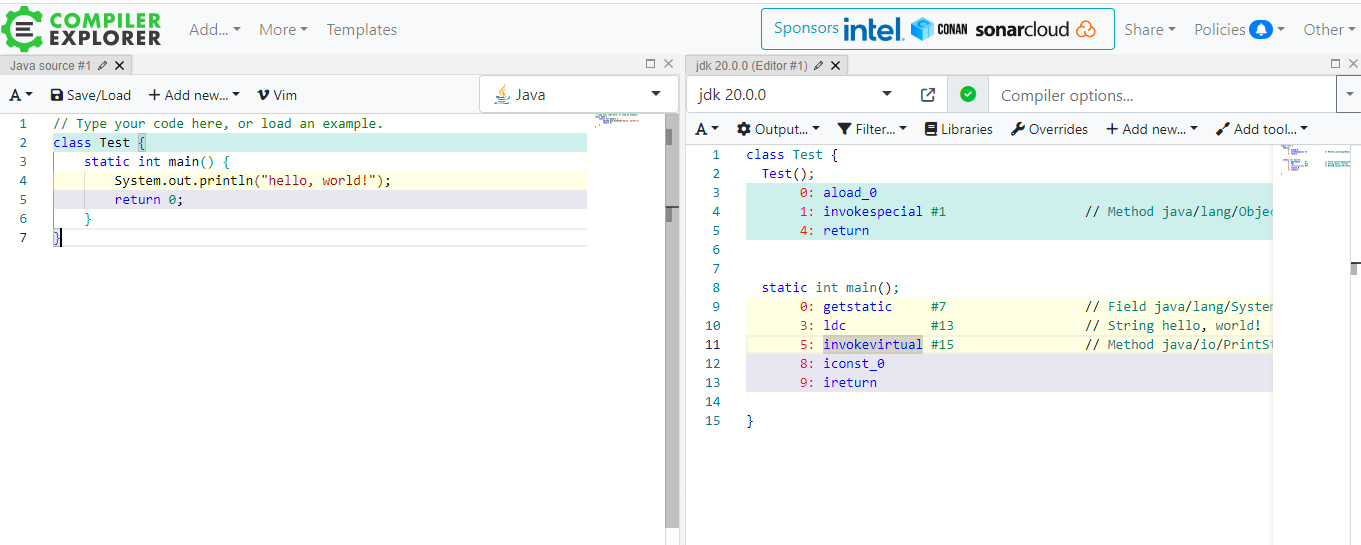 COMPILER
EXPLORER
Add...
More
Templates
Sponsors intel. CONAN sonarcloud
Share
Policies
Other
Java source #1
A
Save/Load
+ Add new...
Vim
Java
1 // Type your code here, or load an example.
2 class Test {
3 static int main() {
4 System.out.println("hello, world!");
5 return 0;
6 }
7 }
jdk 20.0.0 (Editor #1)
jdk 20.0.0
Compiler options...
A
Output...
Filter...
Libraries
Overrides
+ Add new...
Add tool...
1 class Test {
2 Test();
3 0: aload_0
4 1: invokespecial #1 // Method java/lang/Objec
5 4: return
6
7
8 static int main();
9 0: getstatic #7 // Field java/lang/System
10 3: ldc #13 // String hello, world!
11 5: invokevirtual #15 // Method java/io/PrintSt
12 8: iconst_0
13 9: ireturn
14
15 }